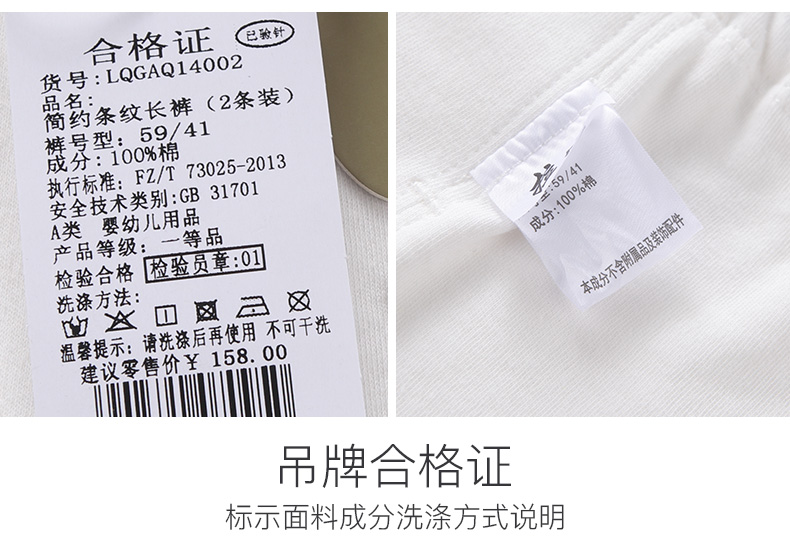 合格证
已验针
货号:LQGAQ14002
品名:
简约条纹长裤（2条装）
裤号型: 59/41
成分: 100%棉
执行标准: FZ/T 73025-2013
安全技术类别:GB 31701
A类 婴幼儿用品
产品等级: 一等品
检验合格 检验员章:01
洗涤方法:
温馨提示: 请洗涤后再使用 不可干洗
建议零售价¥ 158.00
:59/41
成分:100%棉
本成分不含附属品及装饰配件
吊牌合格证
标示面料成分洗涤方式说明